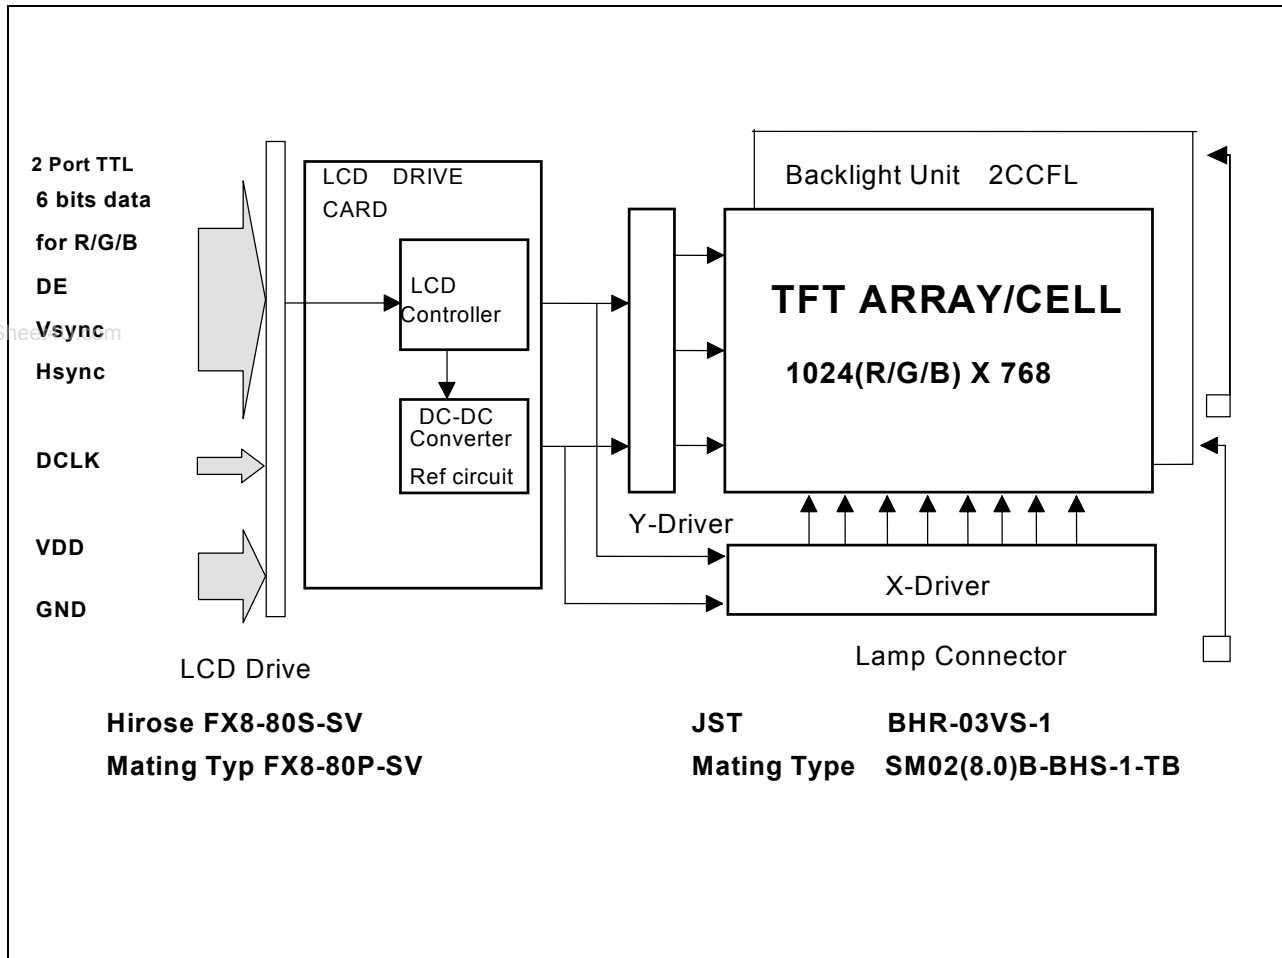 2 Port TTL
6 bits data
for R/G/B
DE
Vsync
Hsync
DCLK
VDD
GND
LCD DRIVE
CARD
LCD
Controller
DC-DC
Converter
Ref circuit
Y-Driver
Backlight Unit 2CCFL
TFT ARRAY/CELL
1024(R/G/B) X 768
X-Driver
LCD Drive
Lamp Connector
Hirose FX8-80S-SV
Mating Typ FX8-80P-SV
JST BHR-03VS-1
Mating Type SM02(8.0)B-BHS-1-TB